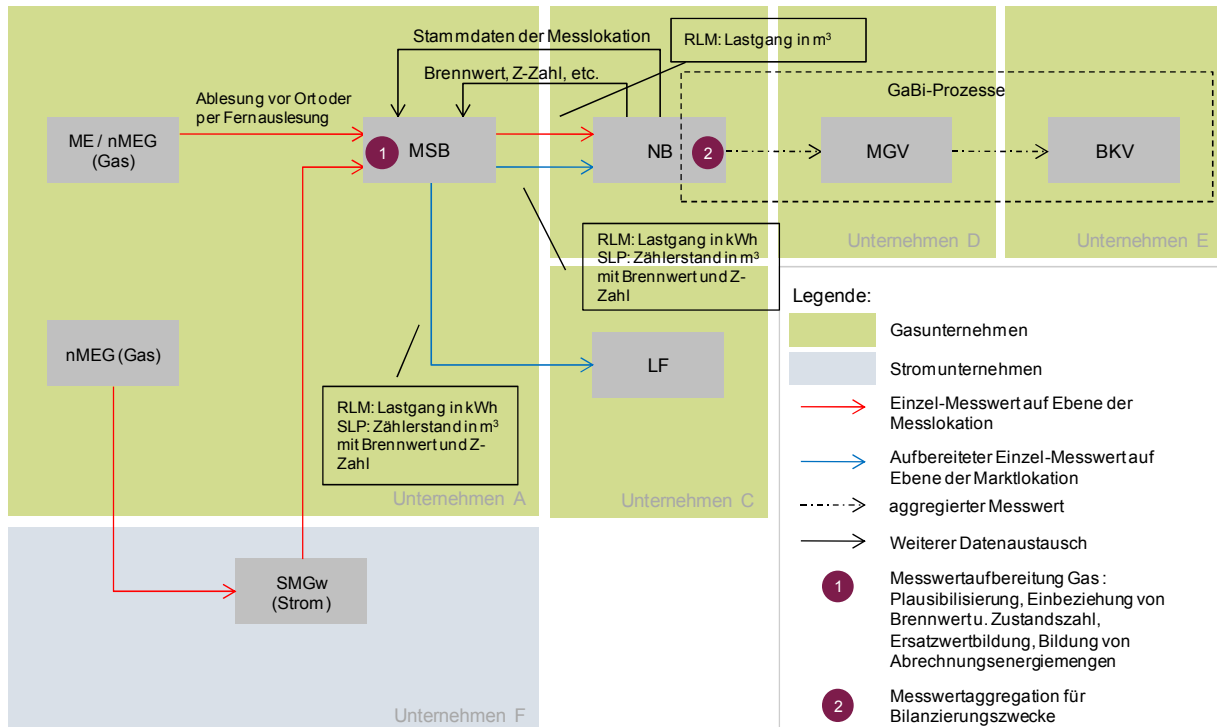 Stammdaten der Messlokation
RLM: Lastgang in m³
Brennwert, Z-Zahl, etc.
GaBi-Prozesse
Ablesung vor Ort oder
per Fernauslesung
ME / nMEG
(Gas)
1
MSB
NB
2
MGV
BKV
RLM: Lastgang in kWh
SLP: Zählerstand in m³
mit Brennwert und Z-
Zahl
Unternehmen D
Unternehmen E
nMEG (Gas)
LF
RLM: Lastgang in kWh
SLP: Zählerstand in m³
mit Brennwert und Z-
Zahl
Unternehmen A
Unternehmen C
SMGw
(Strom)
Unternehmen F
Legende:
Gasunternehmen
Stromunternehmen
Einzel-Messwert auf Ebene der
Messlokation
Aufbereiteter Einzel-Messwert auf
Ebene der Marktlokation
aggregierter Messwert
Weiterer Datenaustausch
1
Messwertaufbereitung Gas :
Plausibilisierung, Einbeziehung von
Brennwert u. Zustandszahl,
Ersatzwertbildung, Bildung von
Abrechnungsenergiemengen
2
Messwertaggregation für
Bilanzierungszwecke